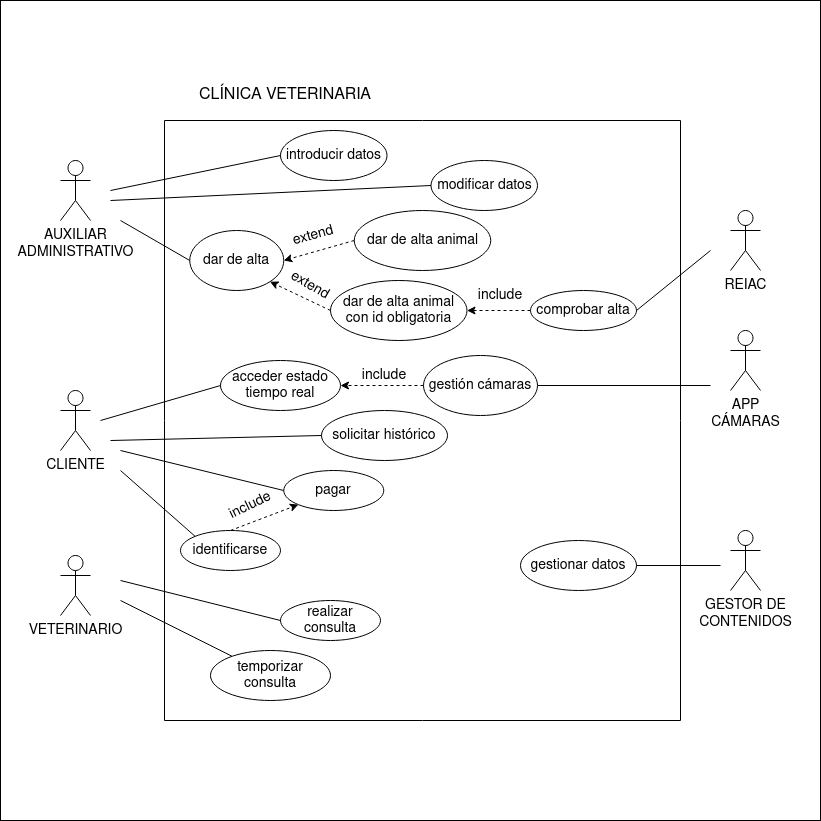 CLÍNICA VETERINARIA
introducir datos
modificar datos
AUXILIAR
ADMINISTRATIVO
extend
dar de alta animal
dar de alta
REIAC
extend
dar de alta animal
con id obligatoria
include
comprobar alta
acceder estado
tiempo real
include
gestión cámaras
APP
CÁMARAS
solicitar histórico
CLIENTE
pagar
include
identificarse
gestionar datos
GESTOR DE
CONTENIDOS
VETERINARIO
realizar
consulta
temporizar
consulta